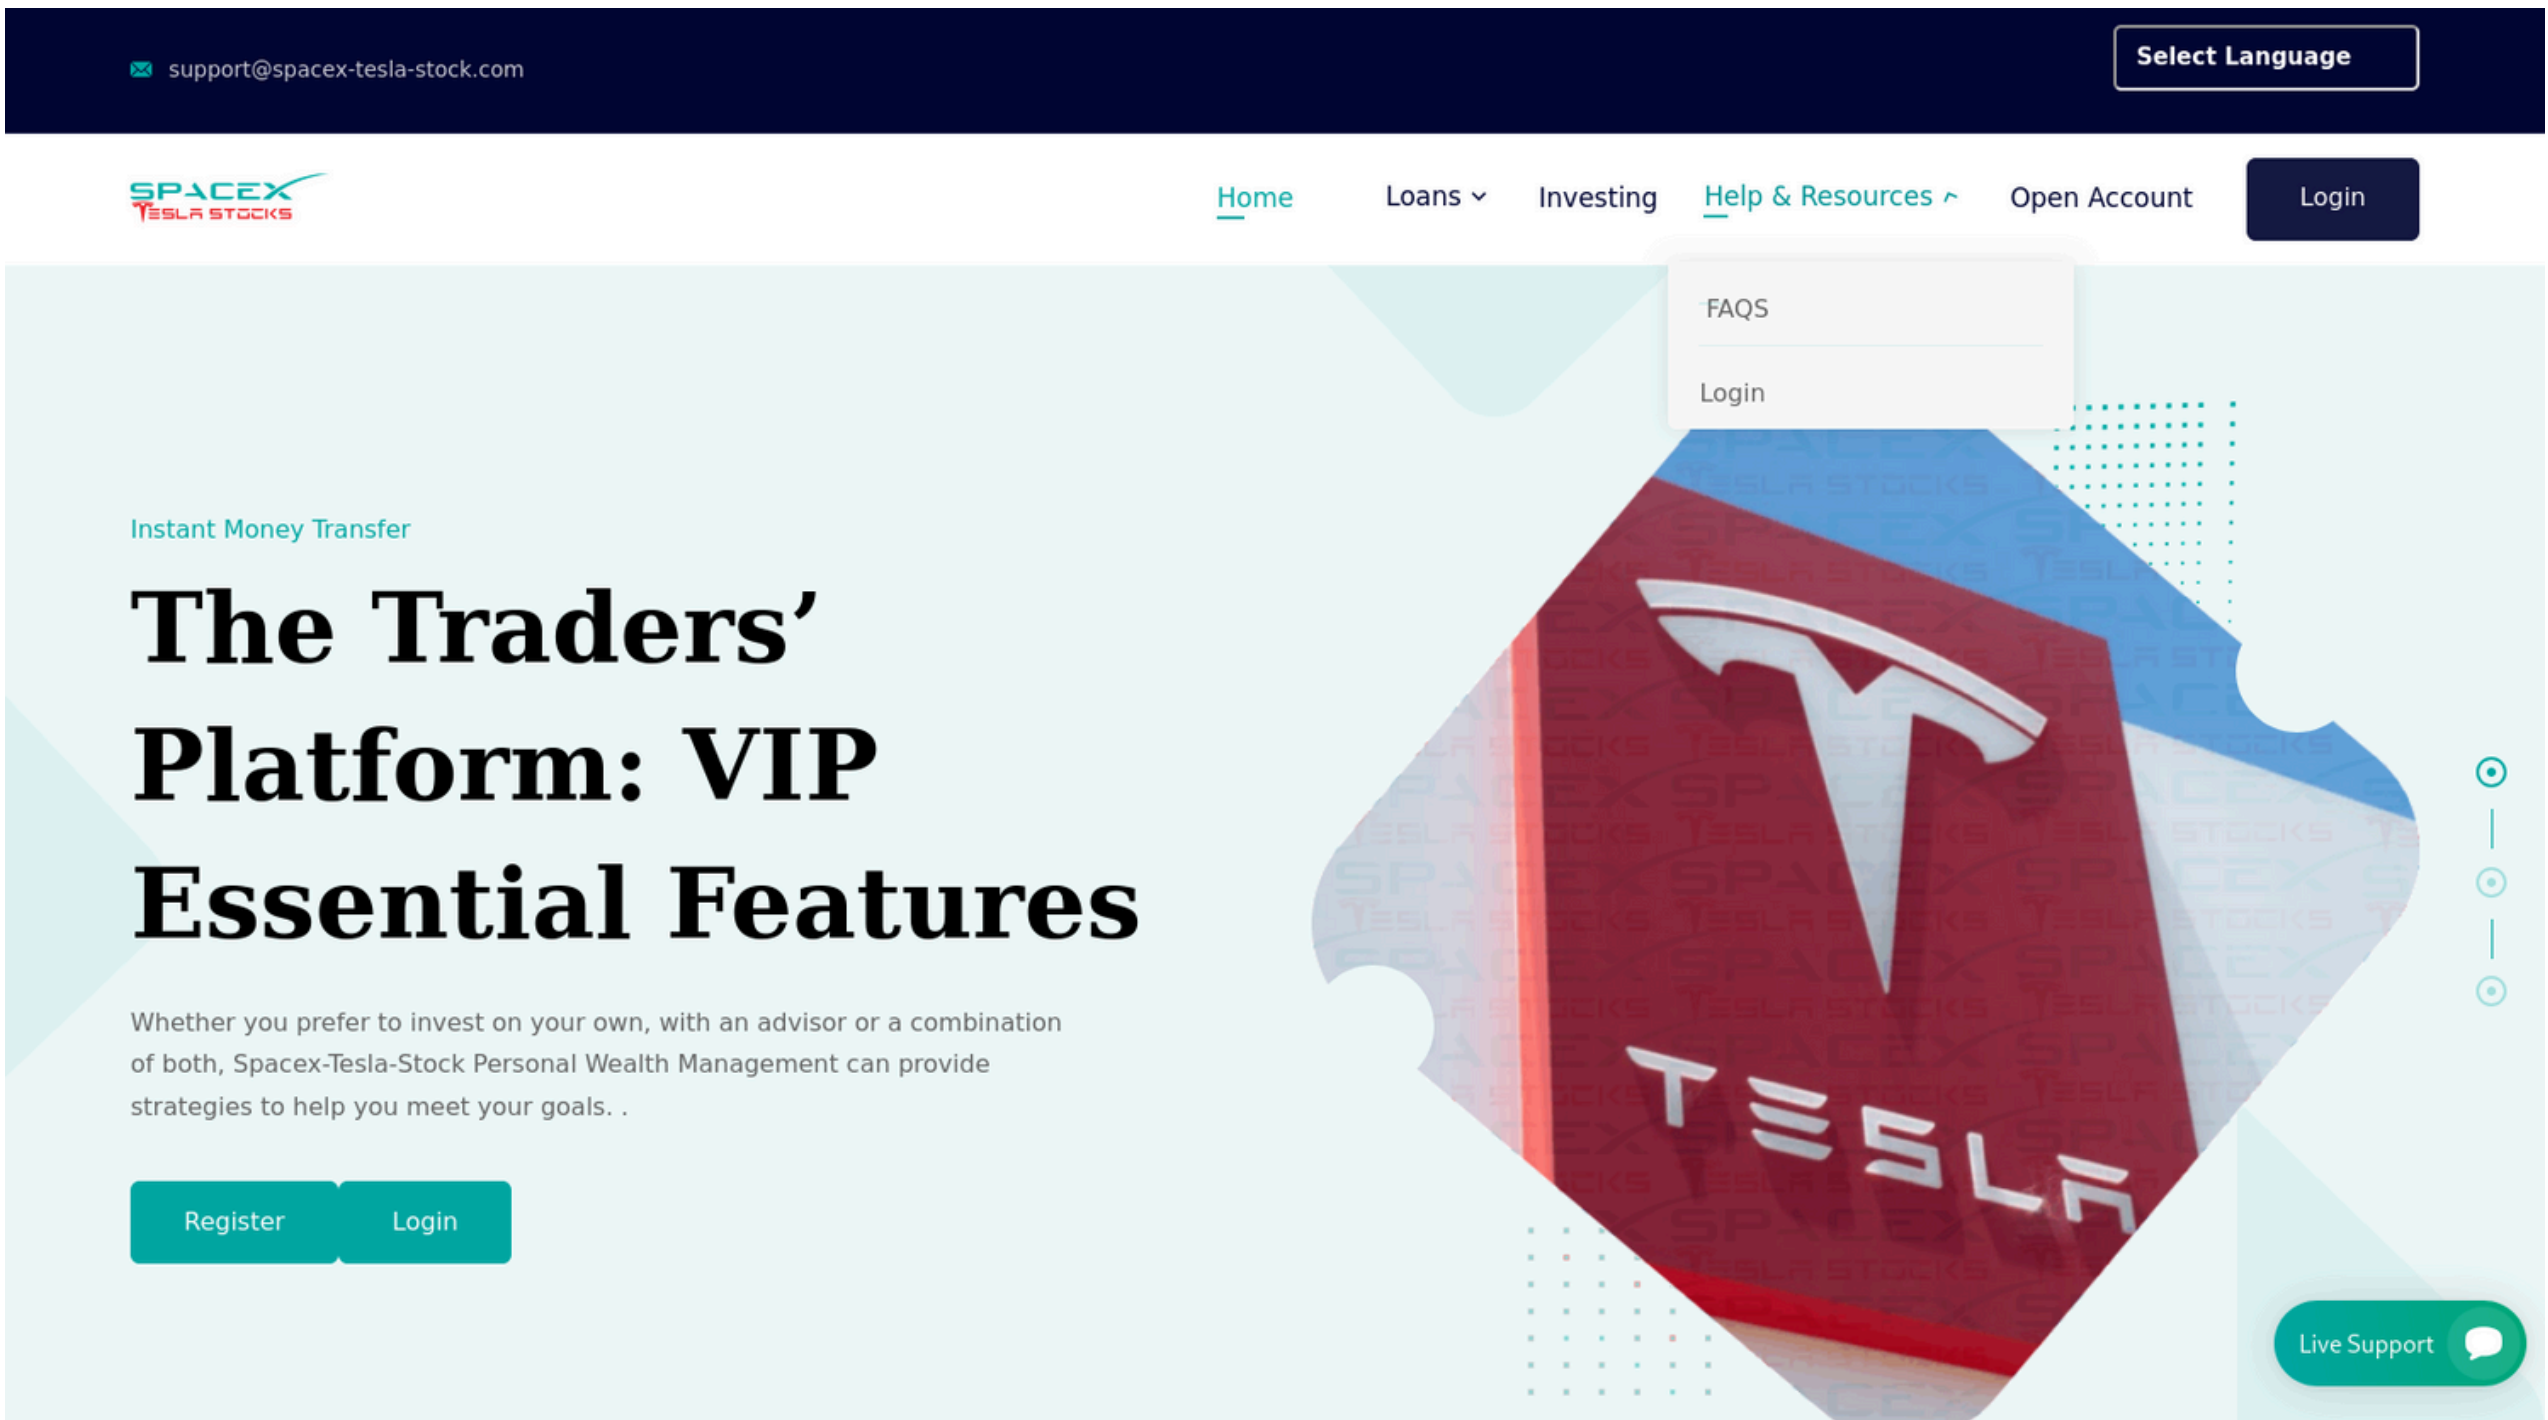 support@spacex-tesla-stock.com
Select Language
SPACEX
TESLA STOCKS
Home
Loans
Investing
Help & Resources
Open Account
Login
FAQS
Login
Instant Money Transfer
The Traders’
Platform: VIP
Essential Features
Whether you prefer to invest on your own, with an advisor or a combination
of both, Spacex-Tesla-Stock Personal Wealth Management can provide
strategies to help you meet your goals. .
Register
Login
TESLA
Live Support